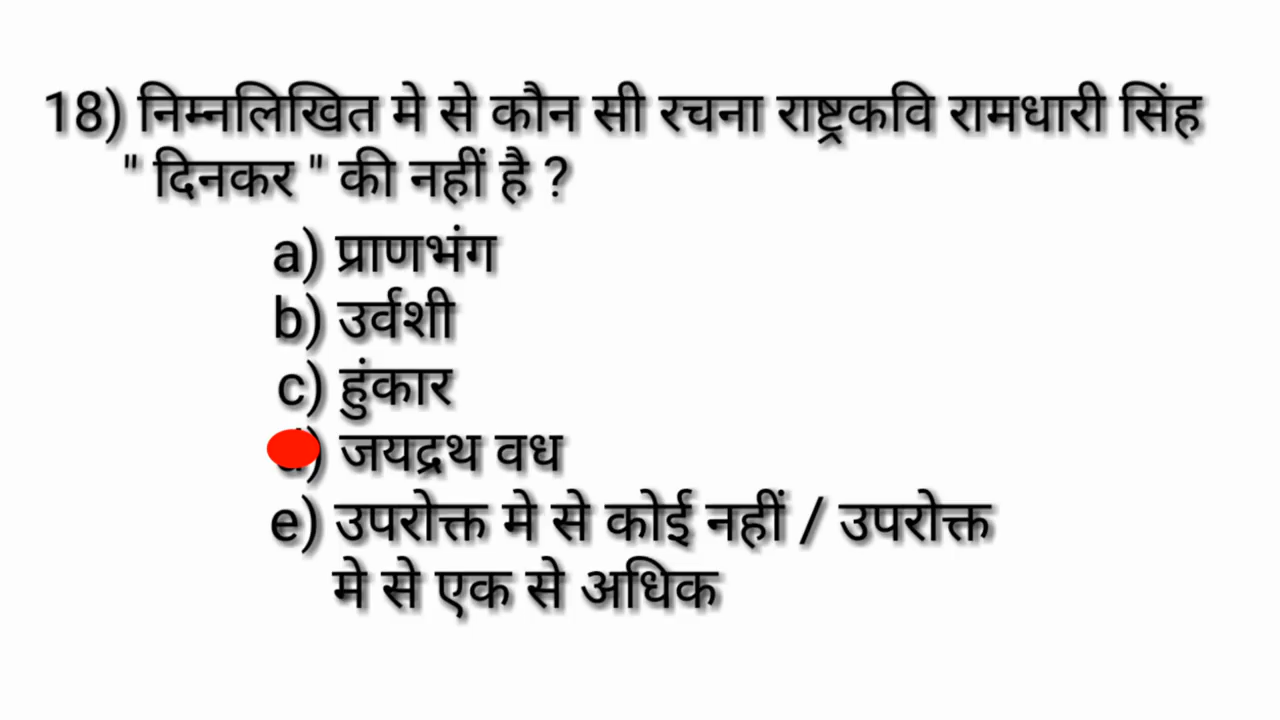 18) निम्नलिखित मे से कौन सी रचना राष्ट्रकवि रामधारी सिंह
" दिनकर " की नहीं है ?
a) प्राणभंग
b) उर्वशी
c) हुंकार
d) जयद्रथ वध
e) उपरोक्त मे से कोई नहीं / उपरोक्त
मे से एक से अधिक